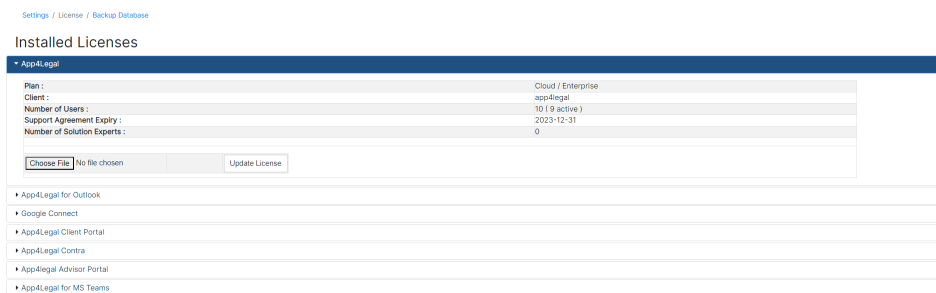 Settings / License / Backup Database
Installed Licenses
App4Legal
Plan : Cloud / Enterprise
Client : app4legal
Number of Users : 10 ( 9 active )
Support Agreement Expiry : 2023-12-31
Number of Solution Experts : 0
Choose File No file chosen Update License
App4Legal for Outlook
Google Connect
App4Legal Client Portal
App4Legal Contra
App4legal Advisor Portal
App4Legal for MS Teams